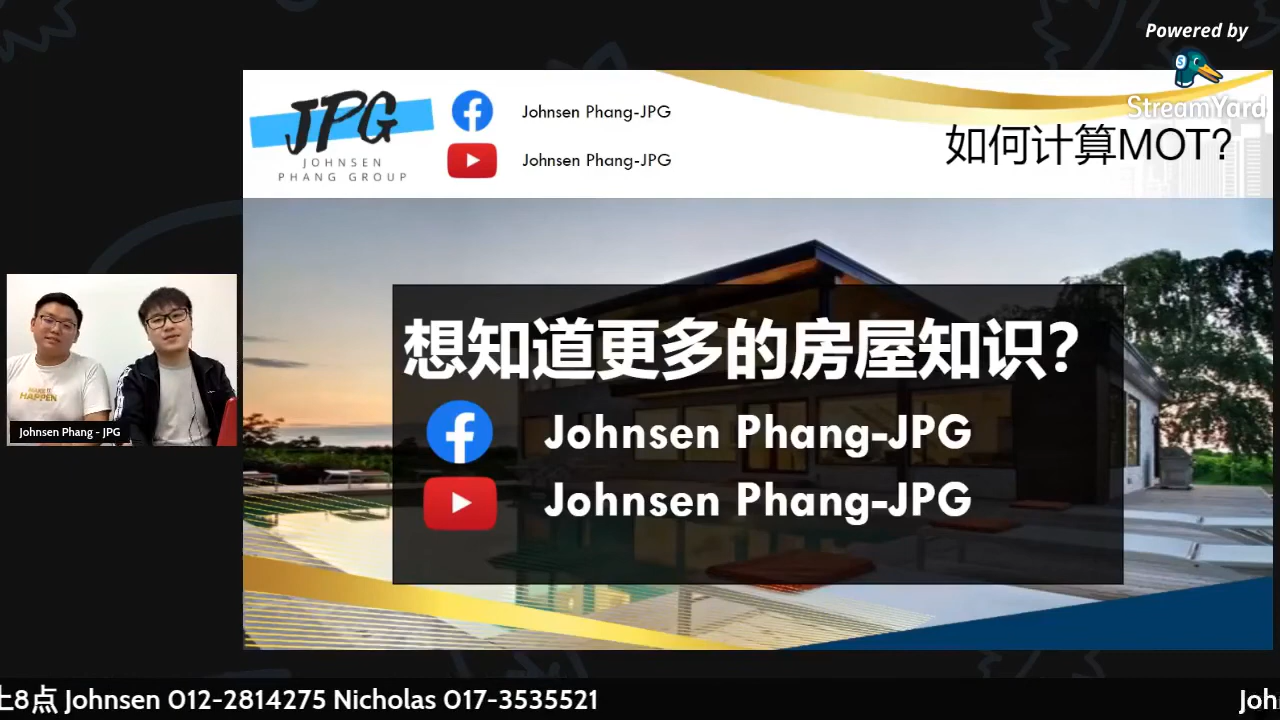 Powered by
StreamYard
JPG
JOHNSEN
PHANG GROUP
Johnsen Phang-JPG
Johnsen Phang-JPG
如何计算MOT?
MAKE IT
HAPPEN
Johnsen Phang - JPG
想知道更多的房屋知识?
Johnsen Phang-JPG
Johnsen Phang-JPG
上8点 Johnsen 012-2814275 Nicholas 017-3535521